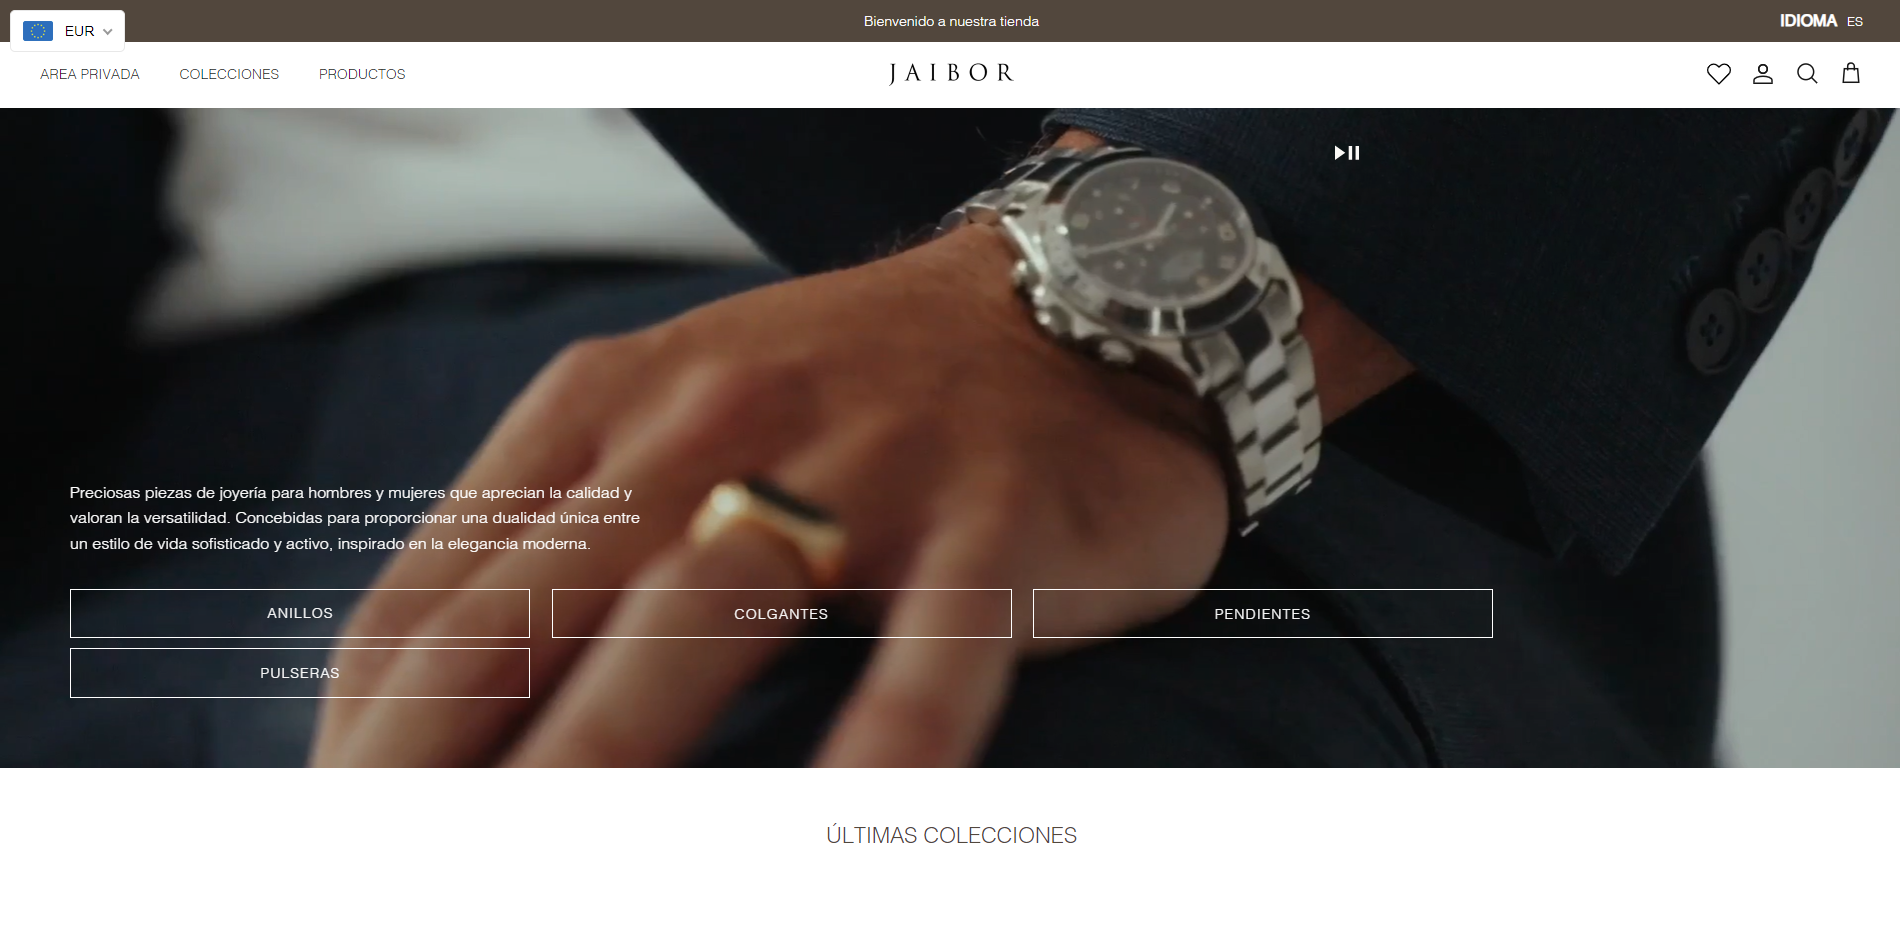 EUR
Bienvenido a nuestra tienda
IDIOMA ES
AREA PRIVADA
COLECCIONES
PRODUCTOS
JAIBOR
Preciosas piezas de joyería para hombres y mujeres que aprecian la calidad y
valoran la versatilidad. Concebidas para proporcionar una dualidad única entre
un estilo de vida sofisticado y activo, inspirado en la elegancia moderna.
ANILLOS
COLGANTES
PENDIENTES
PULSERAS
ÚLTIMAS COLECCIONES